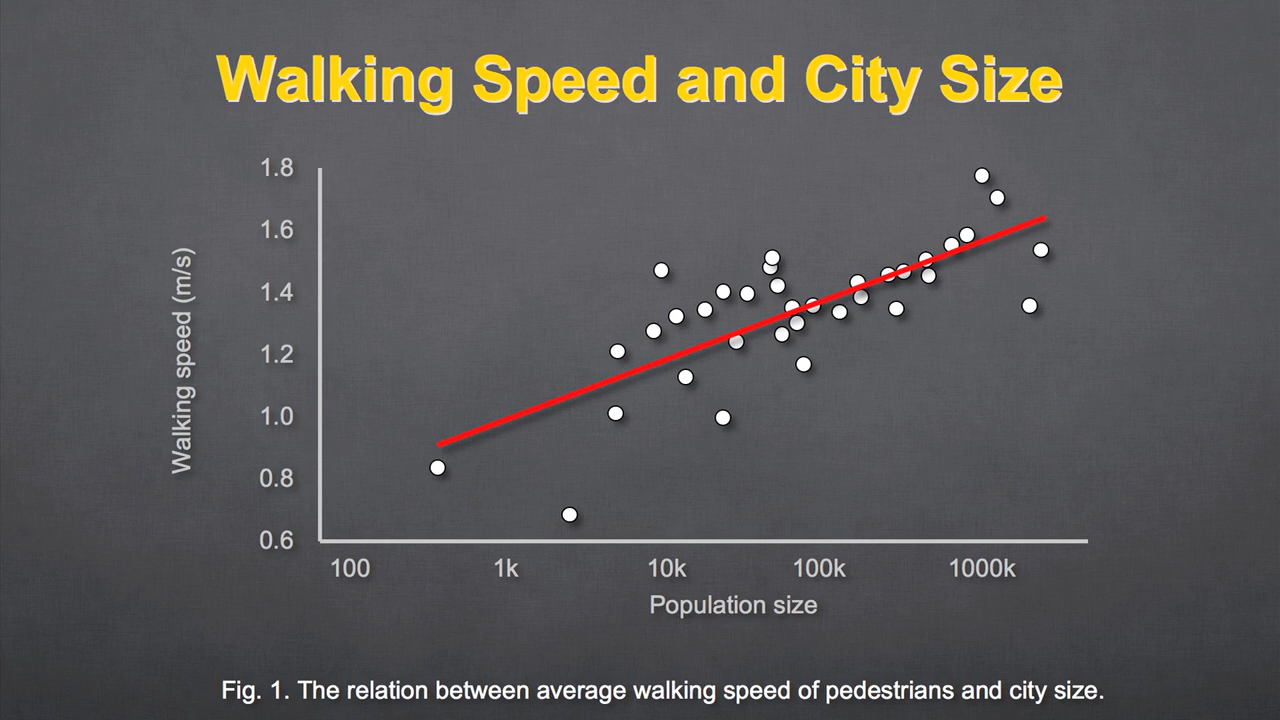 Walking Speed and City Size
1.8
1.6
1.4
1.2
1.0
0.8
0.6
Walking speed (m/s)
100 1k 10k 100k 1000k
Population size
Fig. 1. The relation between average walking speed of pedestrians and city size.